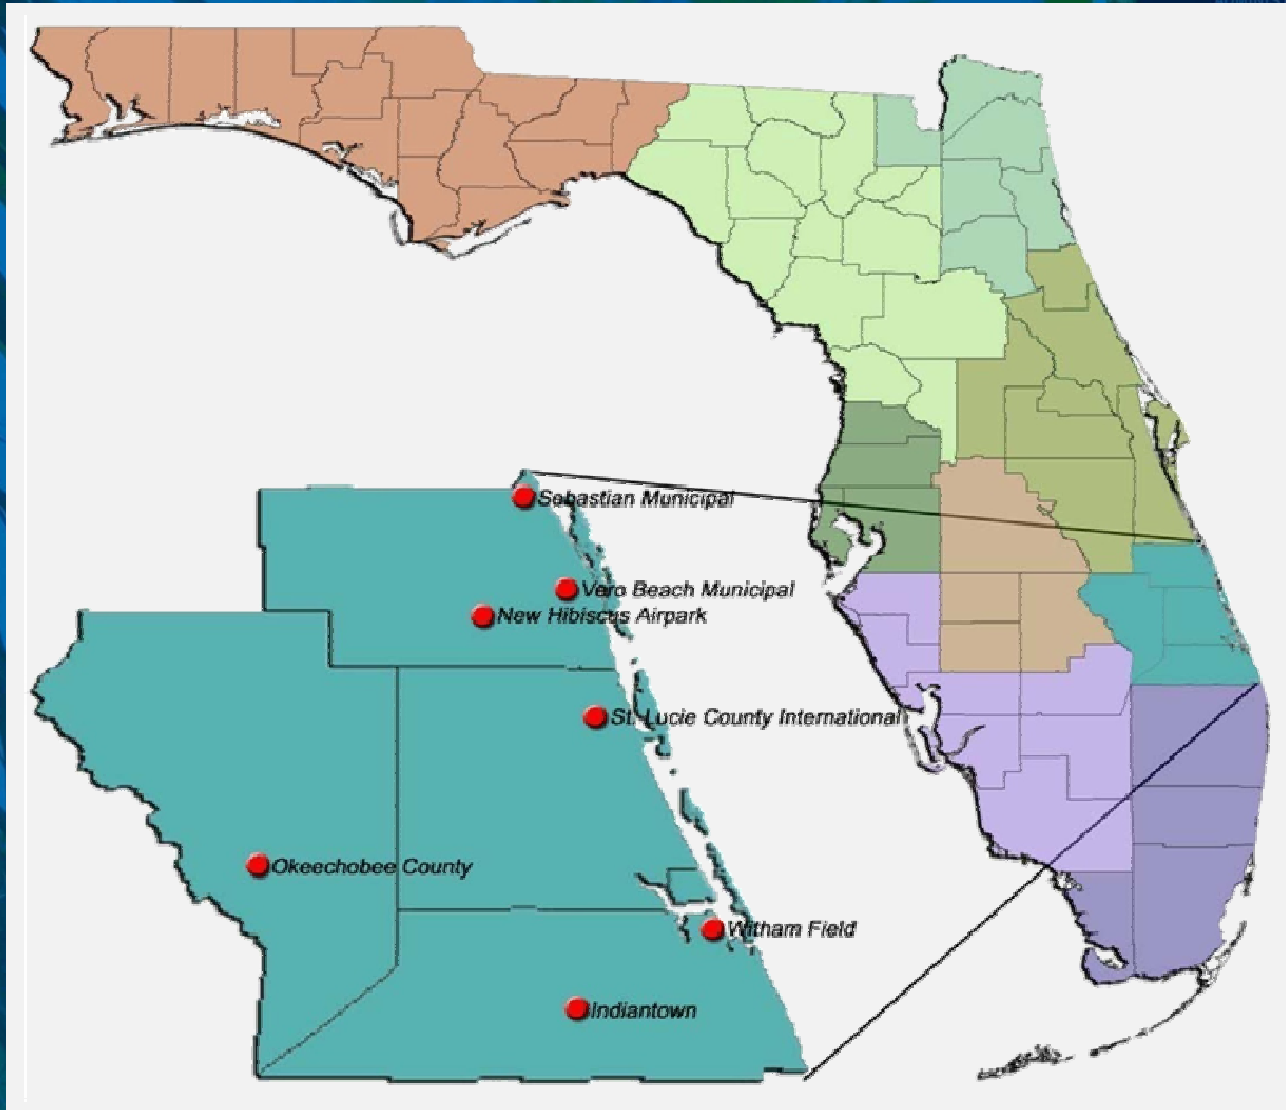 Sebastian Municipal
Vero Beach Municipal
New Hibiscus Airpark
St. Lucie County International
Okeechobee County
Witham Field
Indiantown